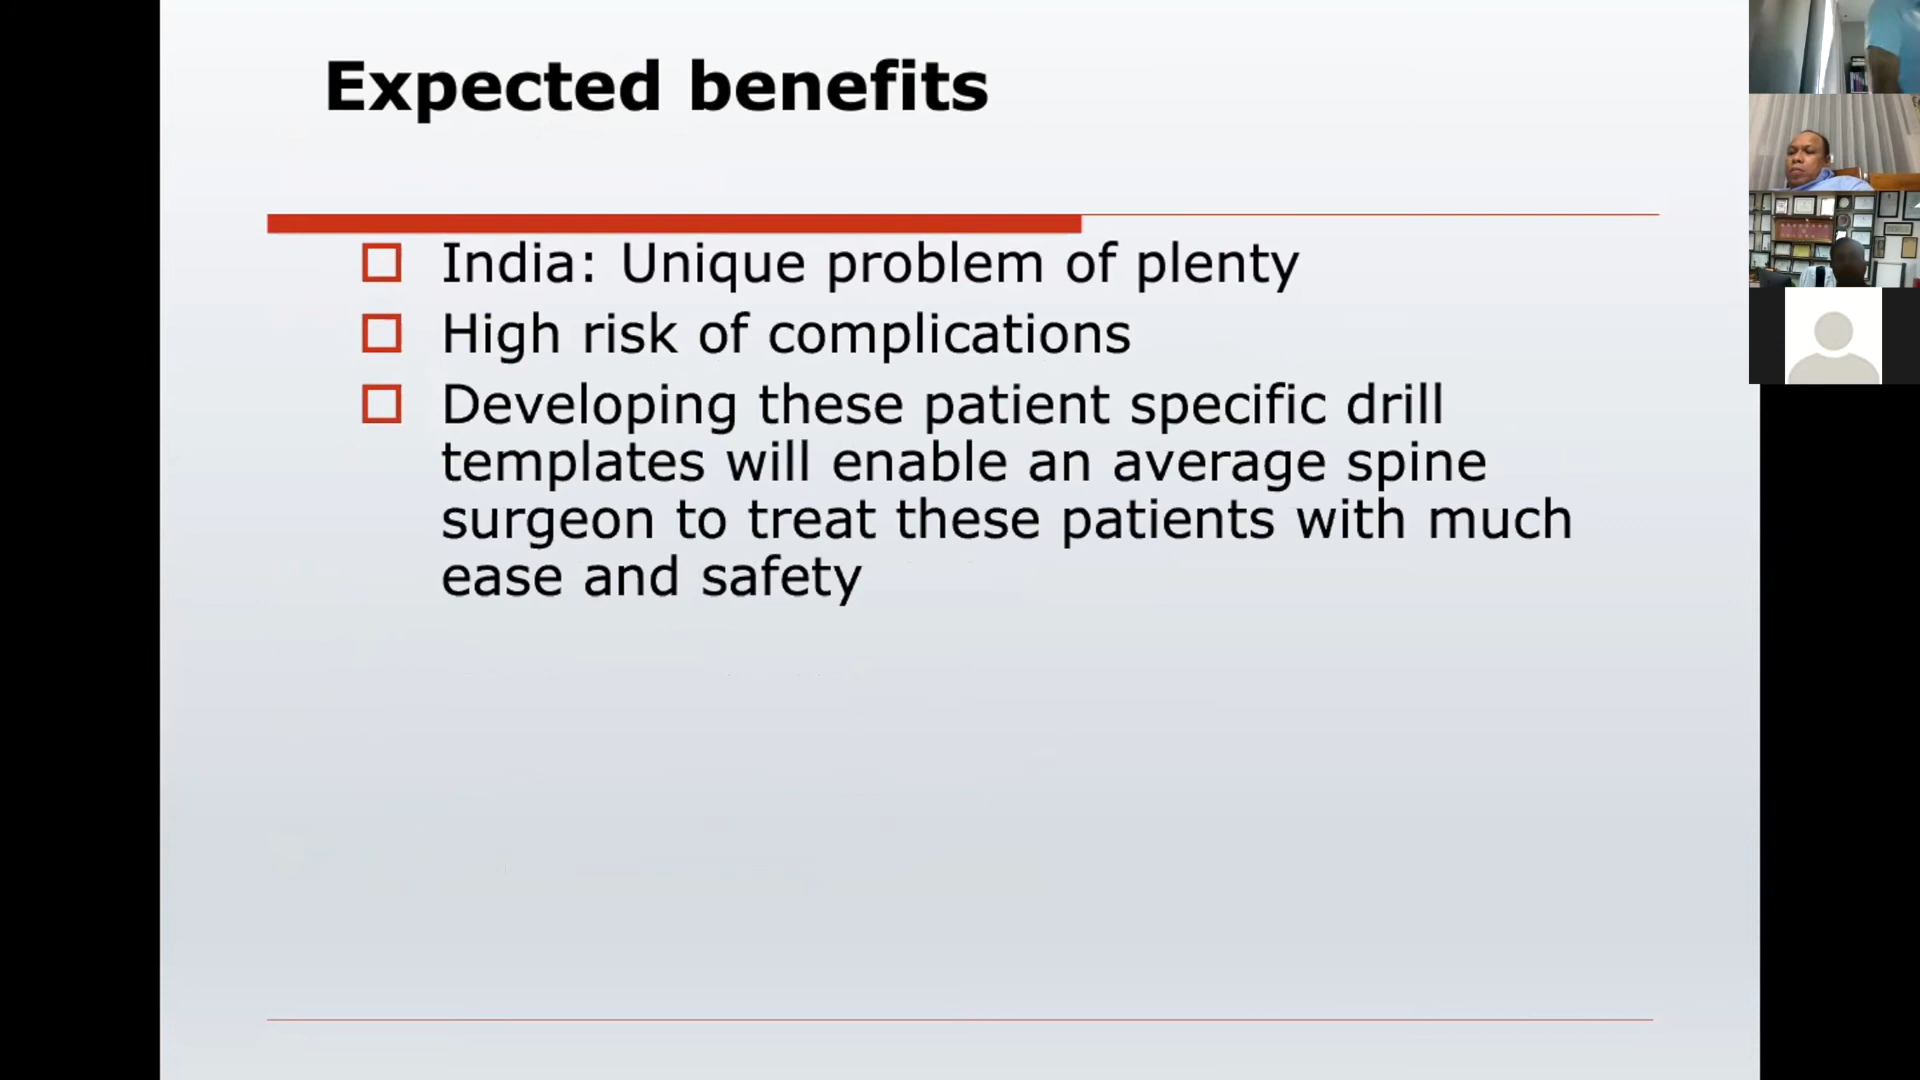 Expected benefits
India: Unique problem of plenty
High risk of complications
Developing these patient specific drill
templates will enable an average spine
surgeon to treat these patients with much
ease and safety